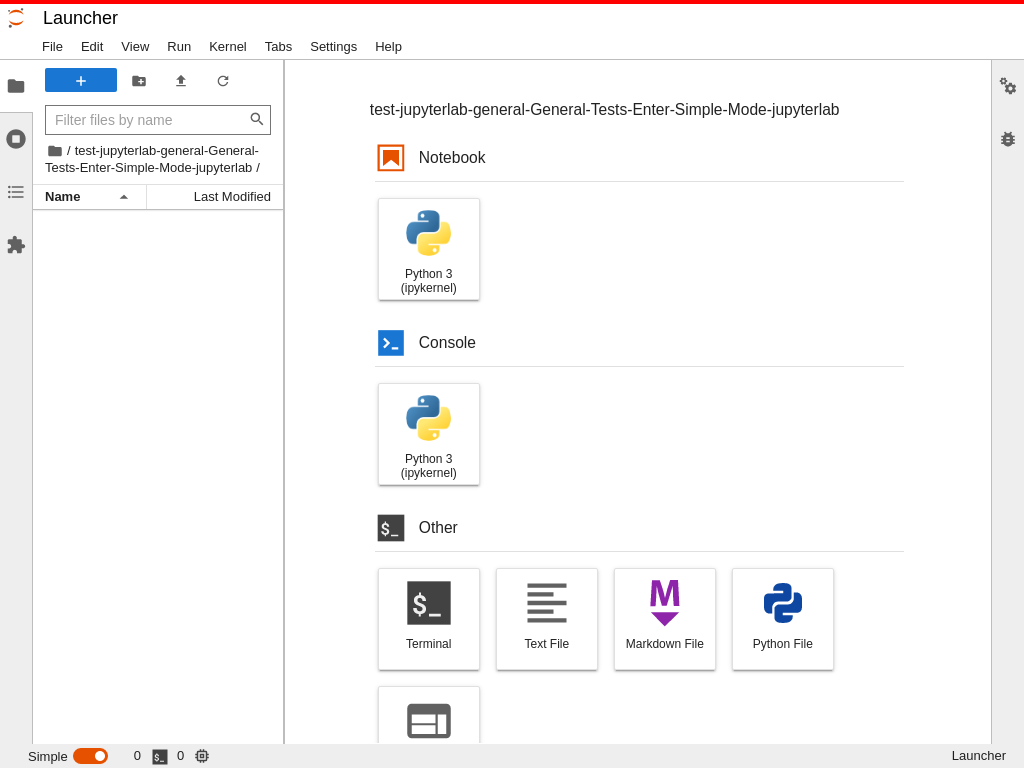 Launcher
File Edit View Run Kernel Tabs Settings Help
Filter files by name
/ test-jupyterlab-general-General-
Tests-Enter-Simple-Mode-jupyterlab /
Name Last Modified
test-jupyterlab-general-General-Tests-Enter-Simple-Mode-jupyterlab
Notebook
Python 3
(ipykernel)
Console
Python 3
(ipykernel)
$_ Other
$_ M
Terminal Text File Markdown File Python File
Simple 0 $_ 0 Launcher